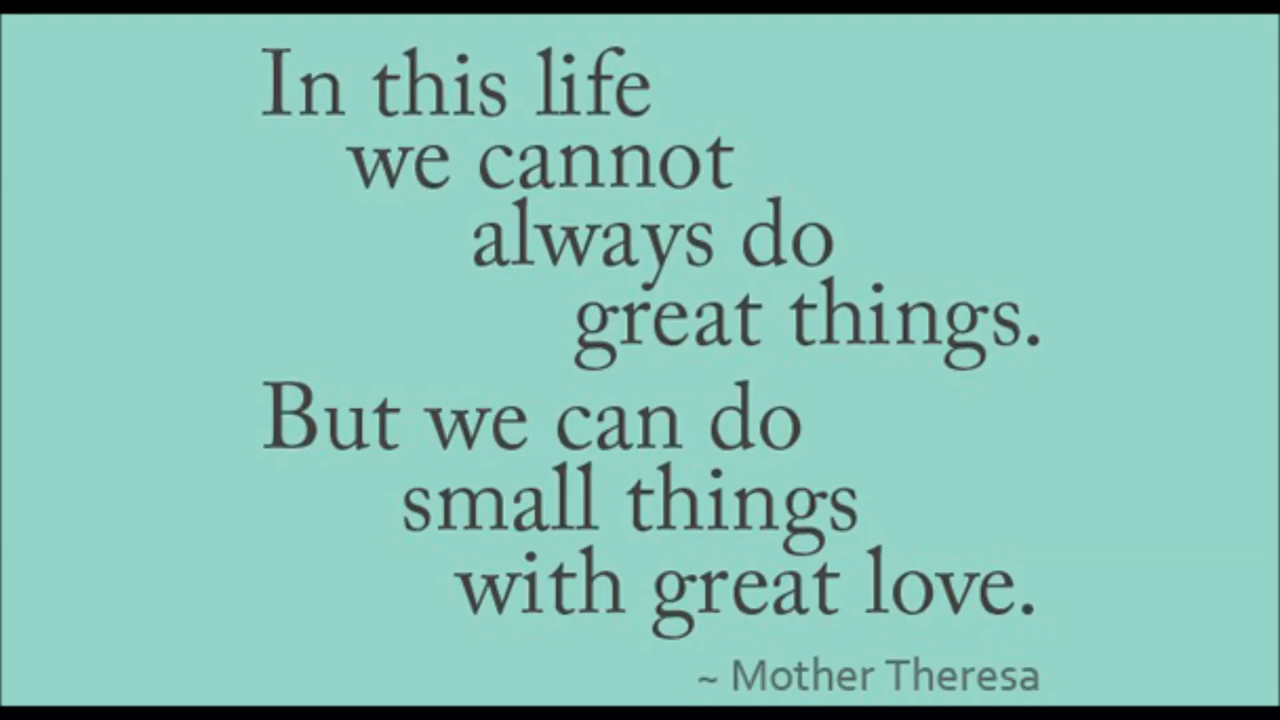 In this life
we cannot
always do
great things.
But we can do
small things
with great love.
~ Mother Theresa